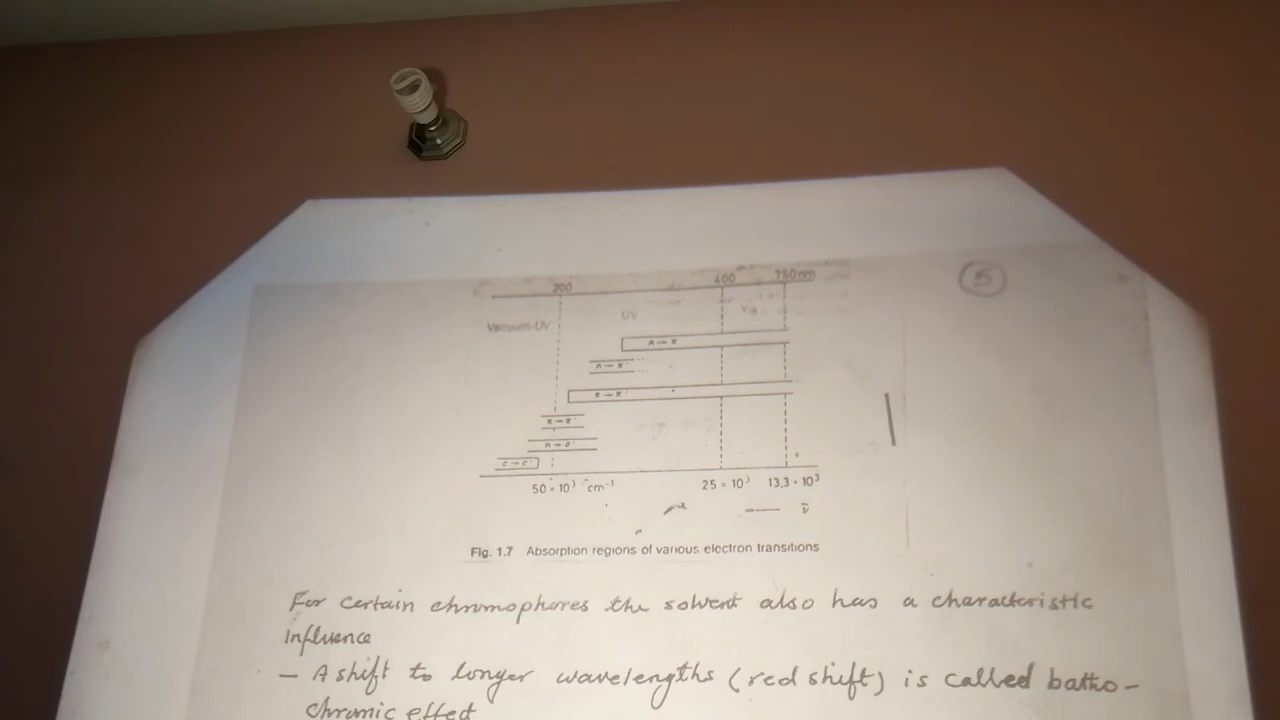 5
200 400 750 nm
Vacuum-UV UV Vis
n → π
n → π*
π → π*
π → π*
n → σ*
σ → σ*
50 · 10³ cm⁻¹ 25 · 10³ 13,3 · 10³
ṽ
Fig. 1.7 Absorption regions of various electron transitions
For certain chromophores the solvent also has a characteristic
influence
– A shift to longer wavelengths (red shift) is called batho –
chromic effect